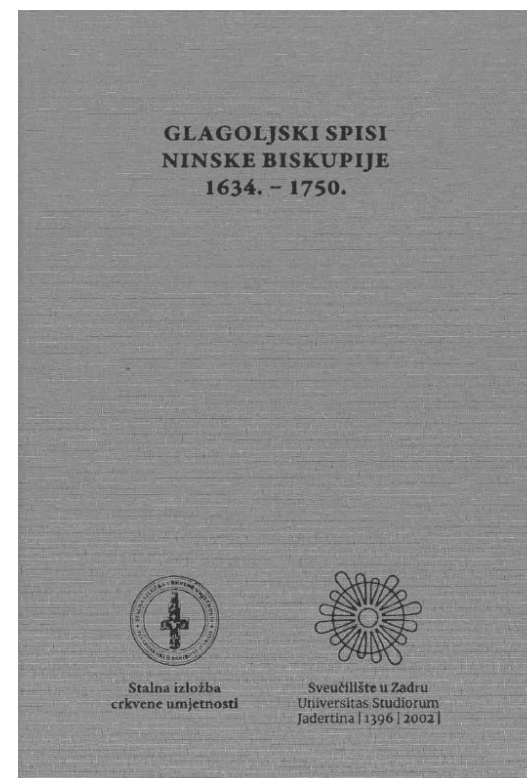 GLAGOLJSKI SPISI
NINSKE BISKUPIJE
1634. – 1750.
Stalna izložba
crkvene umjetnosti
Sveučilište u Zadru
Universitas Studiorum
Jadertina | 1396 | 2002 |